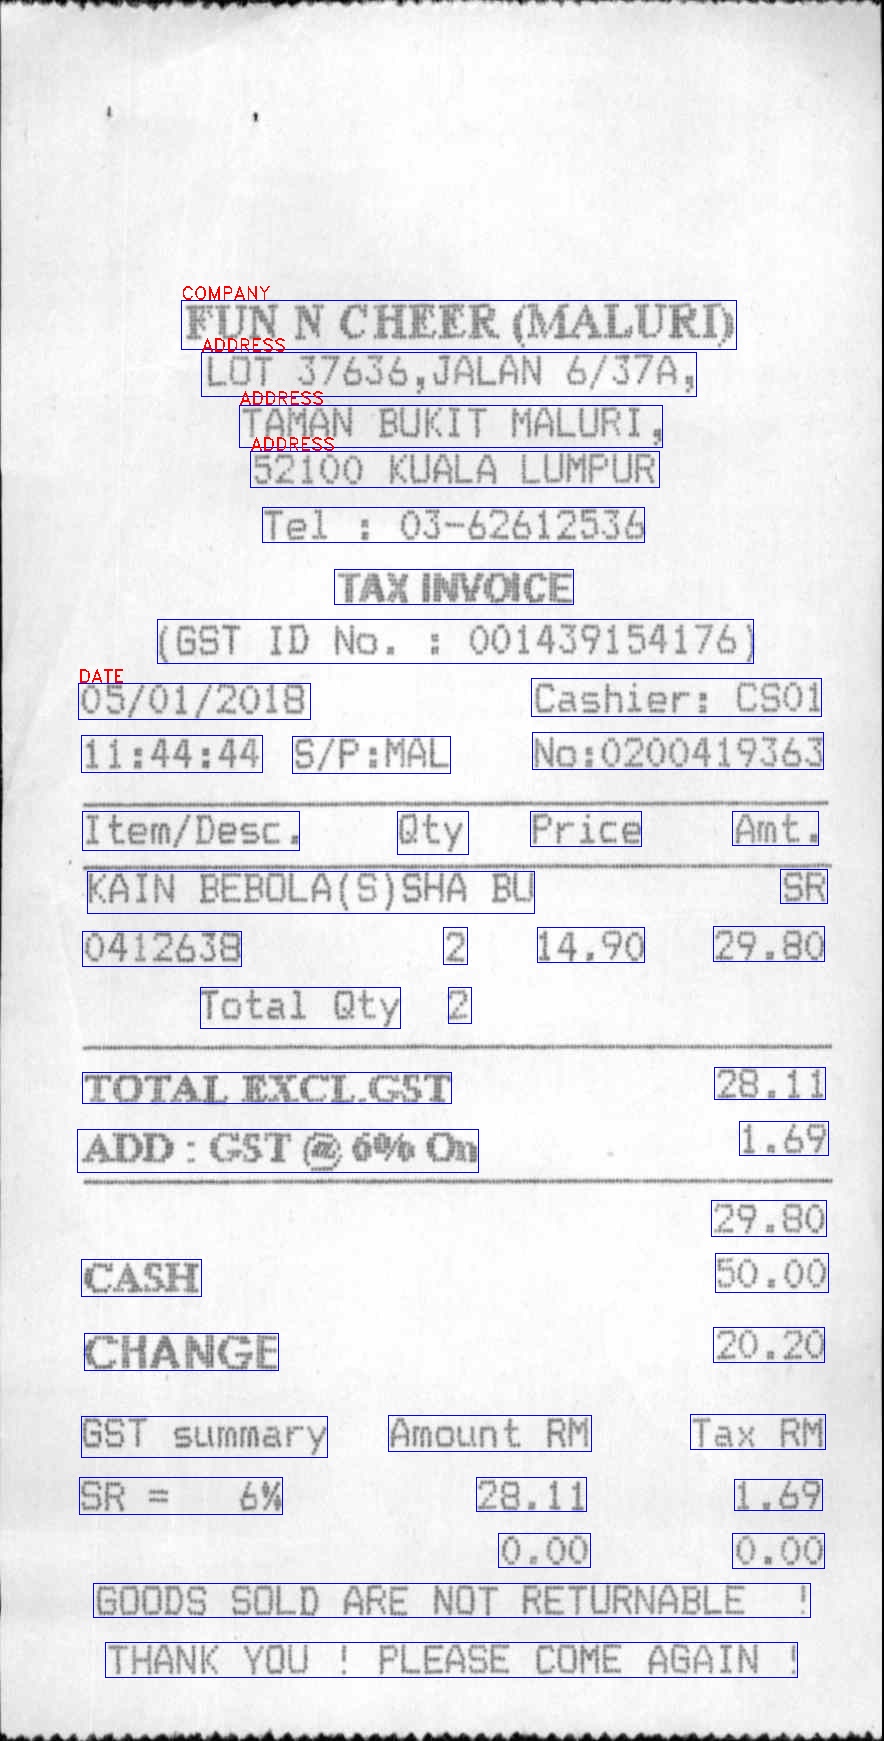 COMPANY
FUN N CHEER (MALURI)
ADDRESS
LOT 37636,JALAN 6/37A,
ADDRESS
TAMAN BUKIT MALURI,
ADDRESS
52100 KUALA LUMPUR
Tel : 03-62612536
TAX INVOICE
(GST ID No. : 001439154176)
DATE
05/01/2018 Cashier: CS01
11:44:44 S/P:MAL No:0200419363
Item/Desc. Qty Price Amt.
KAIN BEBOLA(S)SHA BU SR
0412638 2 14.90 29.80
Total Qty 2
TOTAL EXCL.GST 28.11
ADD : GST @ 6% On 1.69
29.80
CASH 50.00
CHANGE 20.20
GST summary Amount RM Tax RM
SR = 6% 28.11 1.69
0.00 0.00
GOODS SOLD ARE NOT RETURNABLE !
THANK YOU ! PLEASE COME AGAIN !